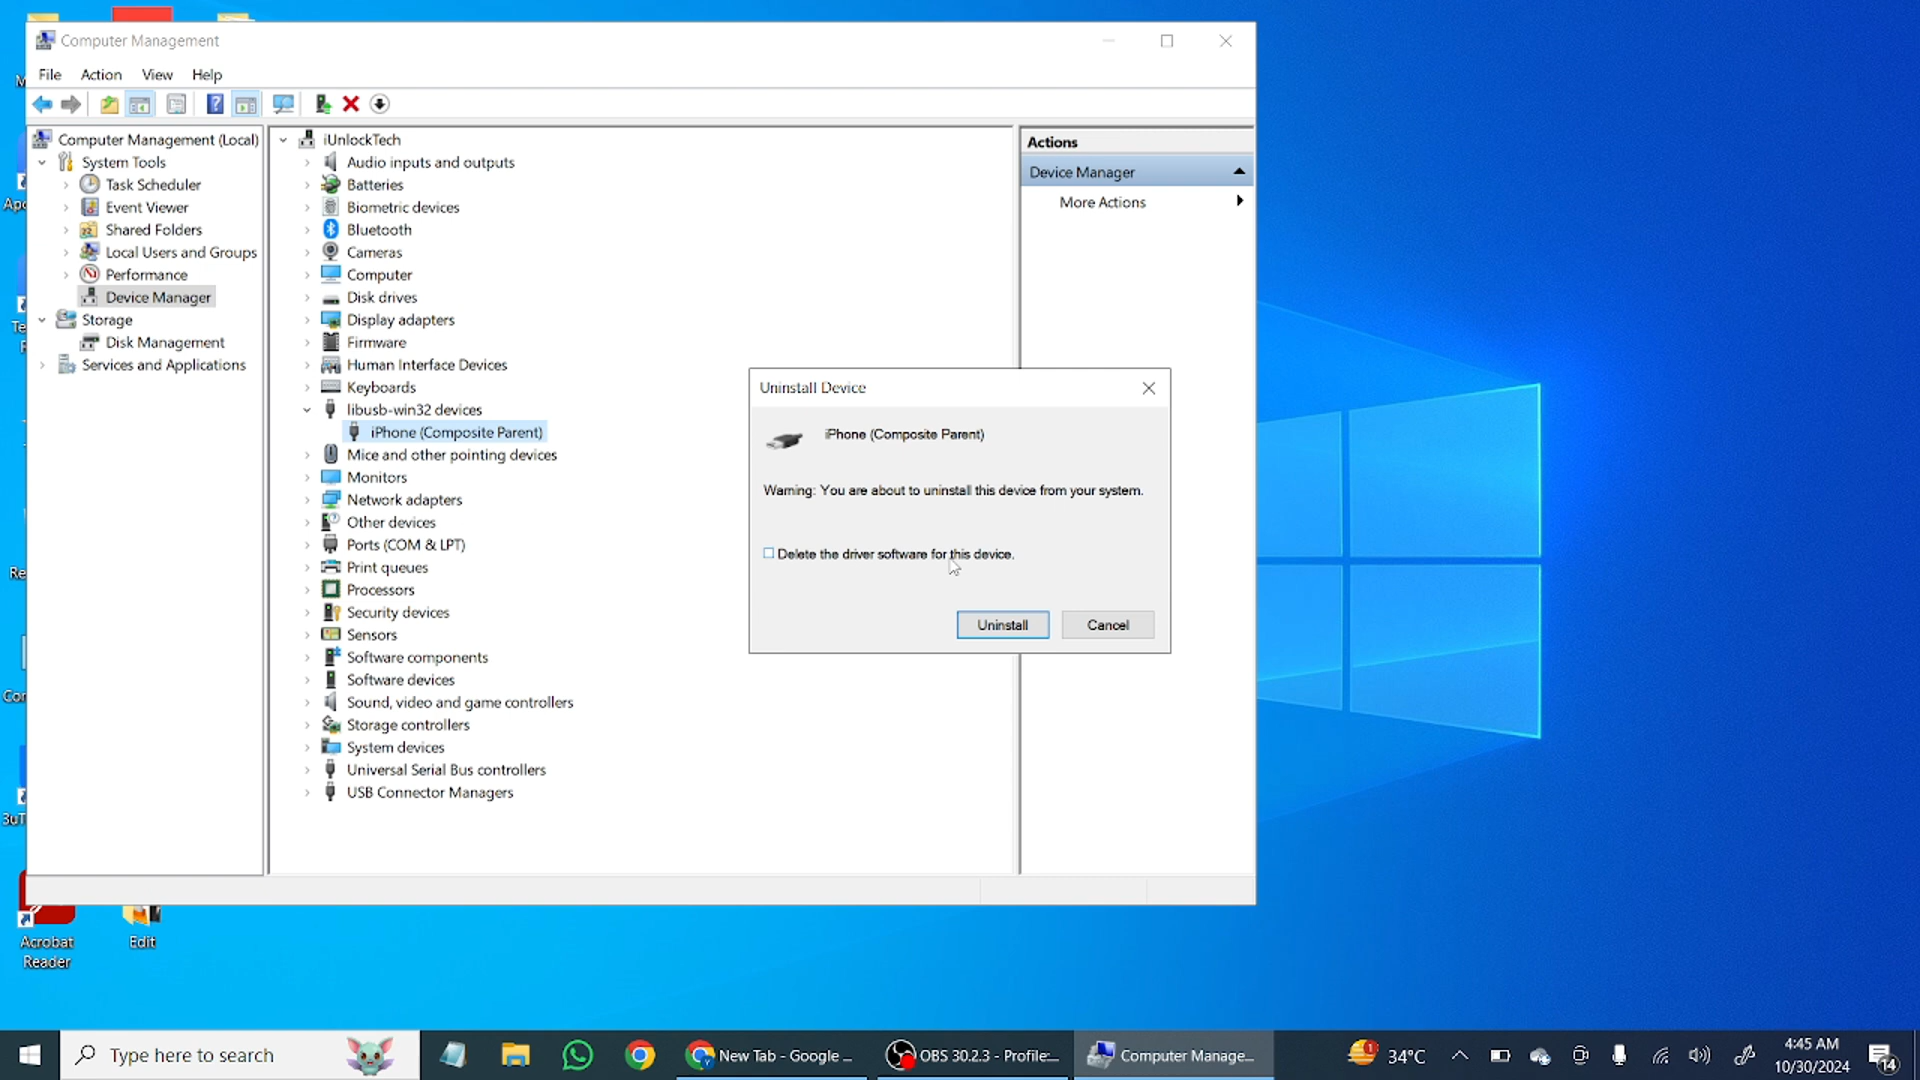 Computer Management
File Action View Help
Computer Management (Local)
System Tools
Task Scheduler
Event Viewer
Shared Folders
Local Users and Groups
Performance
Device Manager
Storage
Disk Management
Services and Applications
iUnlockTech
Audio inputs and outputs
Batteries
Biometric devices
Bluetooth
Cameras
Computer
Disk drives
Display adapters
Firmware
Human Interface Devices
Keyboards
libusb-win32 devices
iPhone (Composite Parent)
Mice and other pointing devices
Monitors
Network adapters
Other devices
Ports (COM & LPT)
Print queues
Processors
Security devices
Sensors
Software components
Software devices
Sound, video and game controllers
Storage controllers
System devices
Universal Serial Bus controllers
USB Connector Managers
Actions
Device Manager
More Actions
Uninstall Device
iPhone (Composite Parent)
Warning: You are about to uninstall this device from your system.
Delete the driver software for this device.
Uninstall Cancel
Acrobat
Reader
Edit
Type here to search
New Tab - Google ...
OBS 30.2.3 - Profile:...
Computer Manage...
1
34°C
4:45 AM
10/30/2024
14